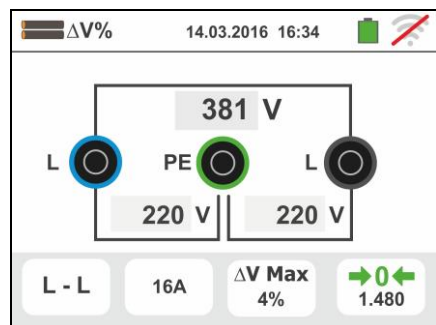 ΔV% 14.03.2016 16:34
381 V
L PE L
220 V 220 V
L - L 16A ΔV Max 4% ➔0← 1.480